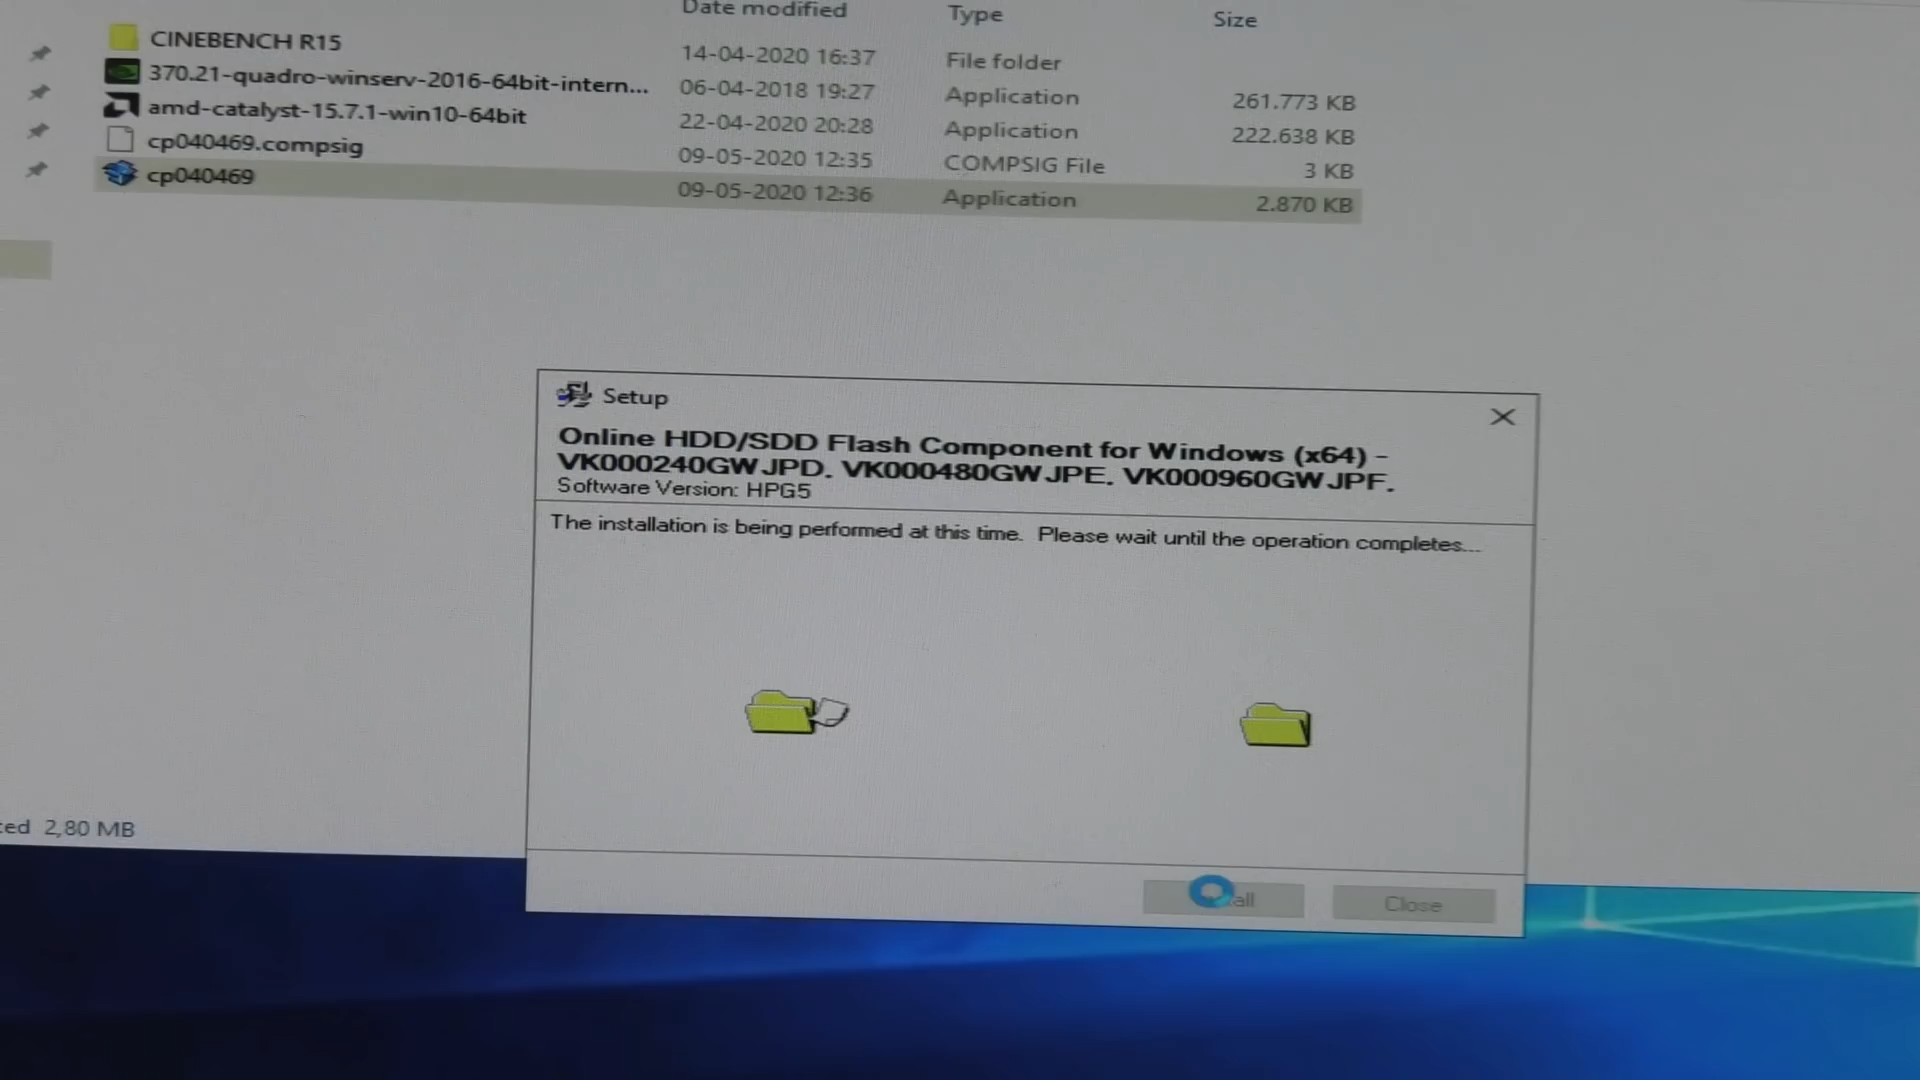 Date modified Type Size
CINEBENCH R15 14-04-2020 16:37 File folder
370.21-quadro-winserv-2016-64bit-intern... 06-04-2018 19:27 Application 261.773 KB
amd-catalyst-15.7.1-win10-64bit 22-04-2020 20:28 Application 222.638 KB
cp040469.compsig 09-05-2020 12:35 COMPSIG File 3 KB
cp040469 09-05-2020 12:36 Application 2.870 KB
Setup
Online HDD/SDD Flash Component for Windows (x64) -
VK000240GWJPD. VK000480GWJPE. VK000960GWJPF.
Software Version: HPG5
The installation is being performed at this time. Please wait until the operation completes...
2,80 MB
Close